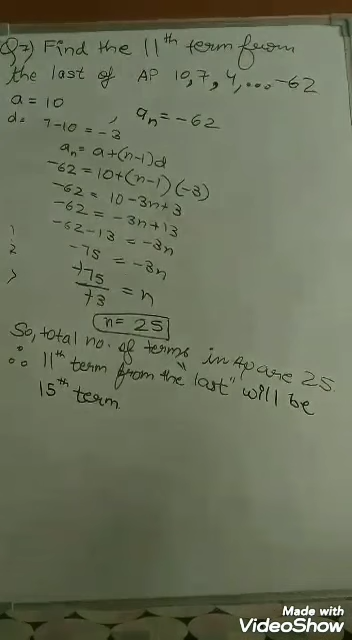 Q7) Find the 11th term from
the last of AP 10, 7, 4, ... -62
a = 10 , an = -62
d = 7-10 = -3
an = a+(n-1)d
-62 = 10+(n-1)(-3)
-62 = 10-3n+3
-62 = -3n+13
-62-13 = -3n
-75 = -3n
+75/+3 = n
n = 25
So, total no. of terms in Ap are 25.
∴ 11th term from the "last" will be
15th term.
Made with
VideoShow